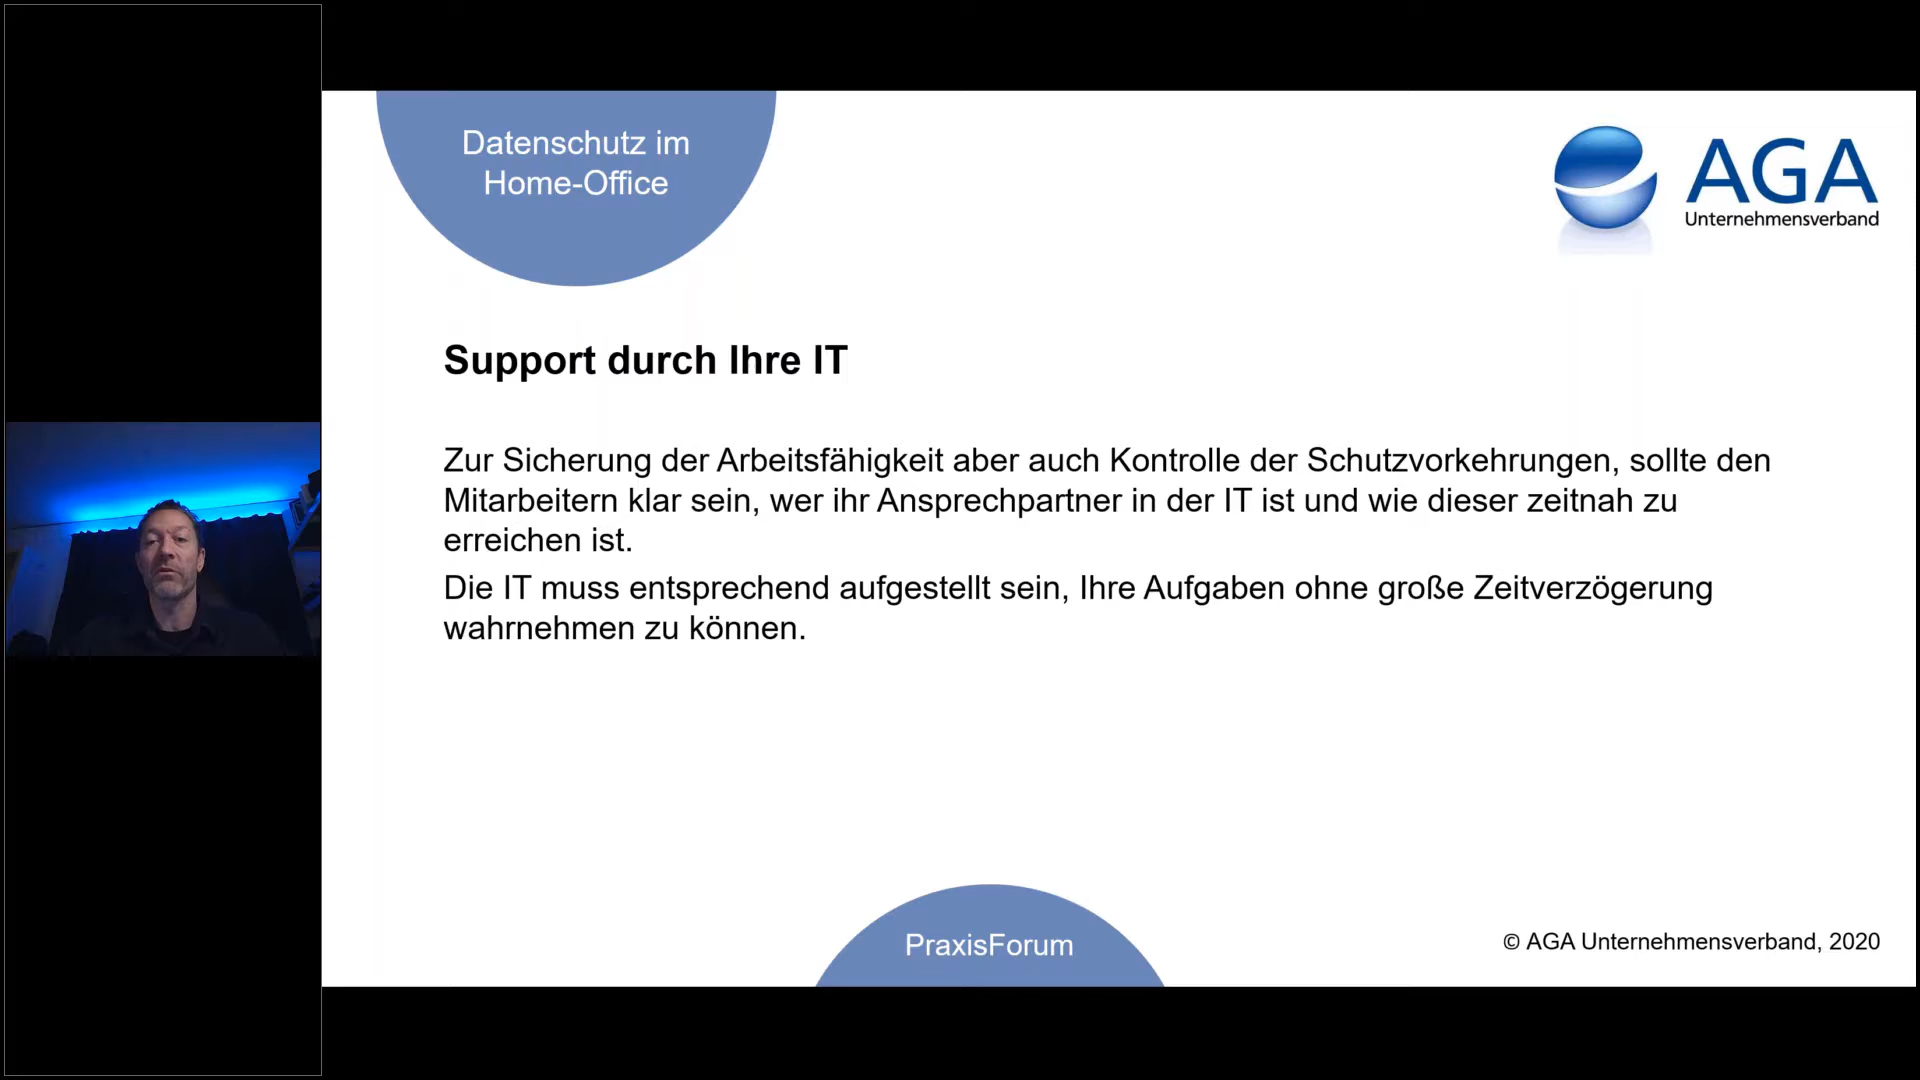 Datenschutz im
Home-Office
AGA
Unternehmensverband
Support durch Ihre IT
Zur Sicherung der Arbeitsfähigkeit aber auch Kontrolle der Schutzvorkehrungen, sollte den
Mitarbeitern klar sein, wer ihr Ansprechpartner in der IT ist und wie dieser zeitnah zu
erreichen ist.
Die IT muss entsprechend aufgestellt sein, Ihre Aufgaben ohne große Zeitverzögerung
wahrnehmen zu können.
PraxisForum
© AGA Unternehmensverband, 2020